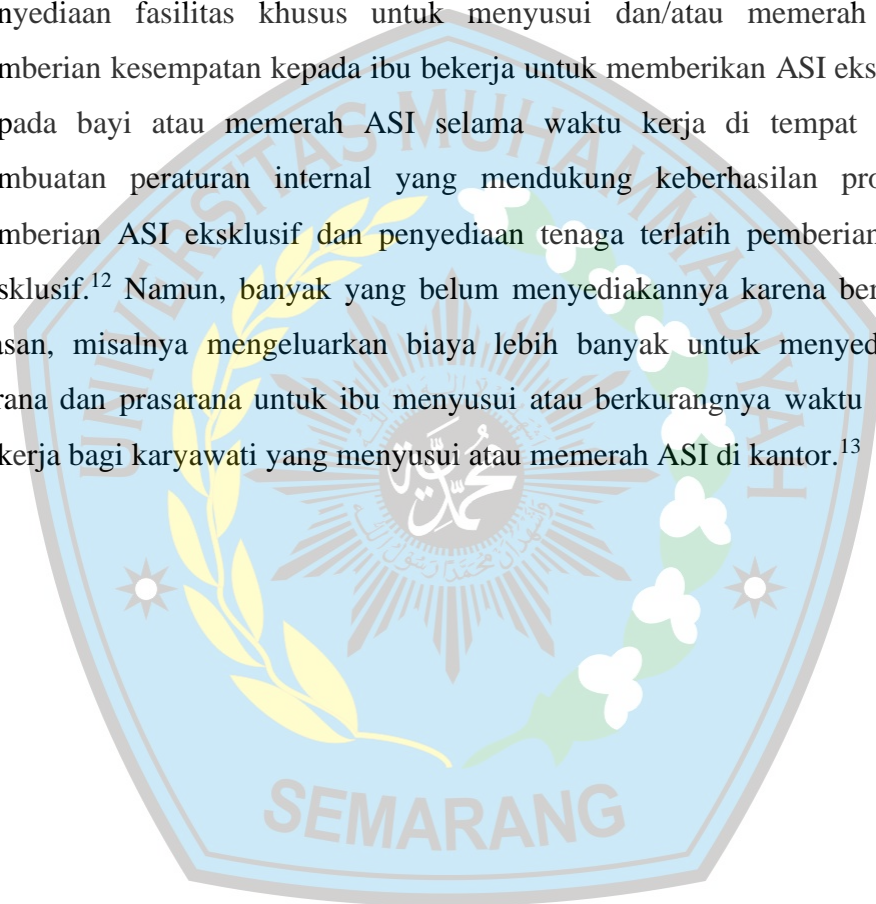 nyediaan fasilitas khusus untuk menyusui dan/atau memerah
mberian kesempatan kepada ibu bekerja untuk memberikan ASI eks
pada bayi atau memerah ASI selama waktu kerja di tempat
mbuatan peraturan internal yang mendukung keberhasilan pro
mberian ASI eksklusif dan penyediaan tenaga terlatih pemberian
sklusif.¹² Namun, banyak yang belum menyediakannya karena ber
asan, misalnya mengeluarkan biaya lebih banyak untuk menyed
rana dan prasarana untuk ibu menyusui atau berkurangnya waktu
kerja bagi karyawati yang menyusui atau memerah ASI di kantor.¹³
UNIVERSITAS MUHAMMADIYAH
SEMARANG
محمدية